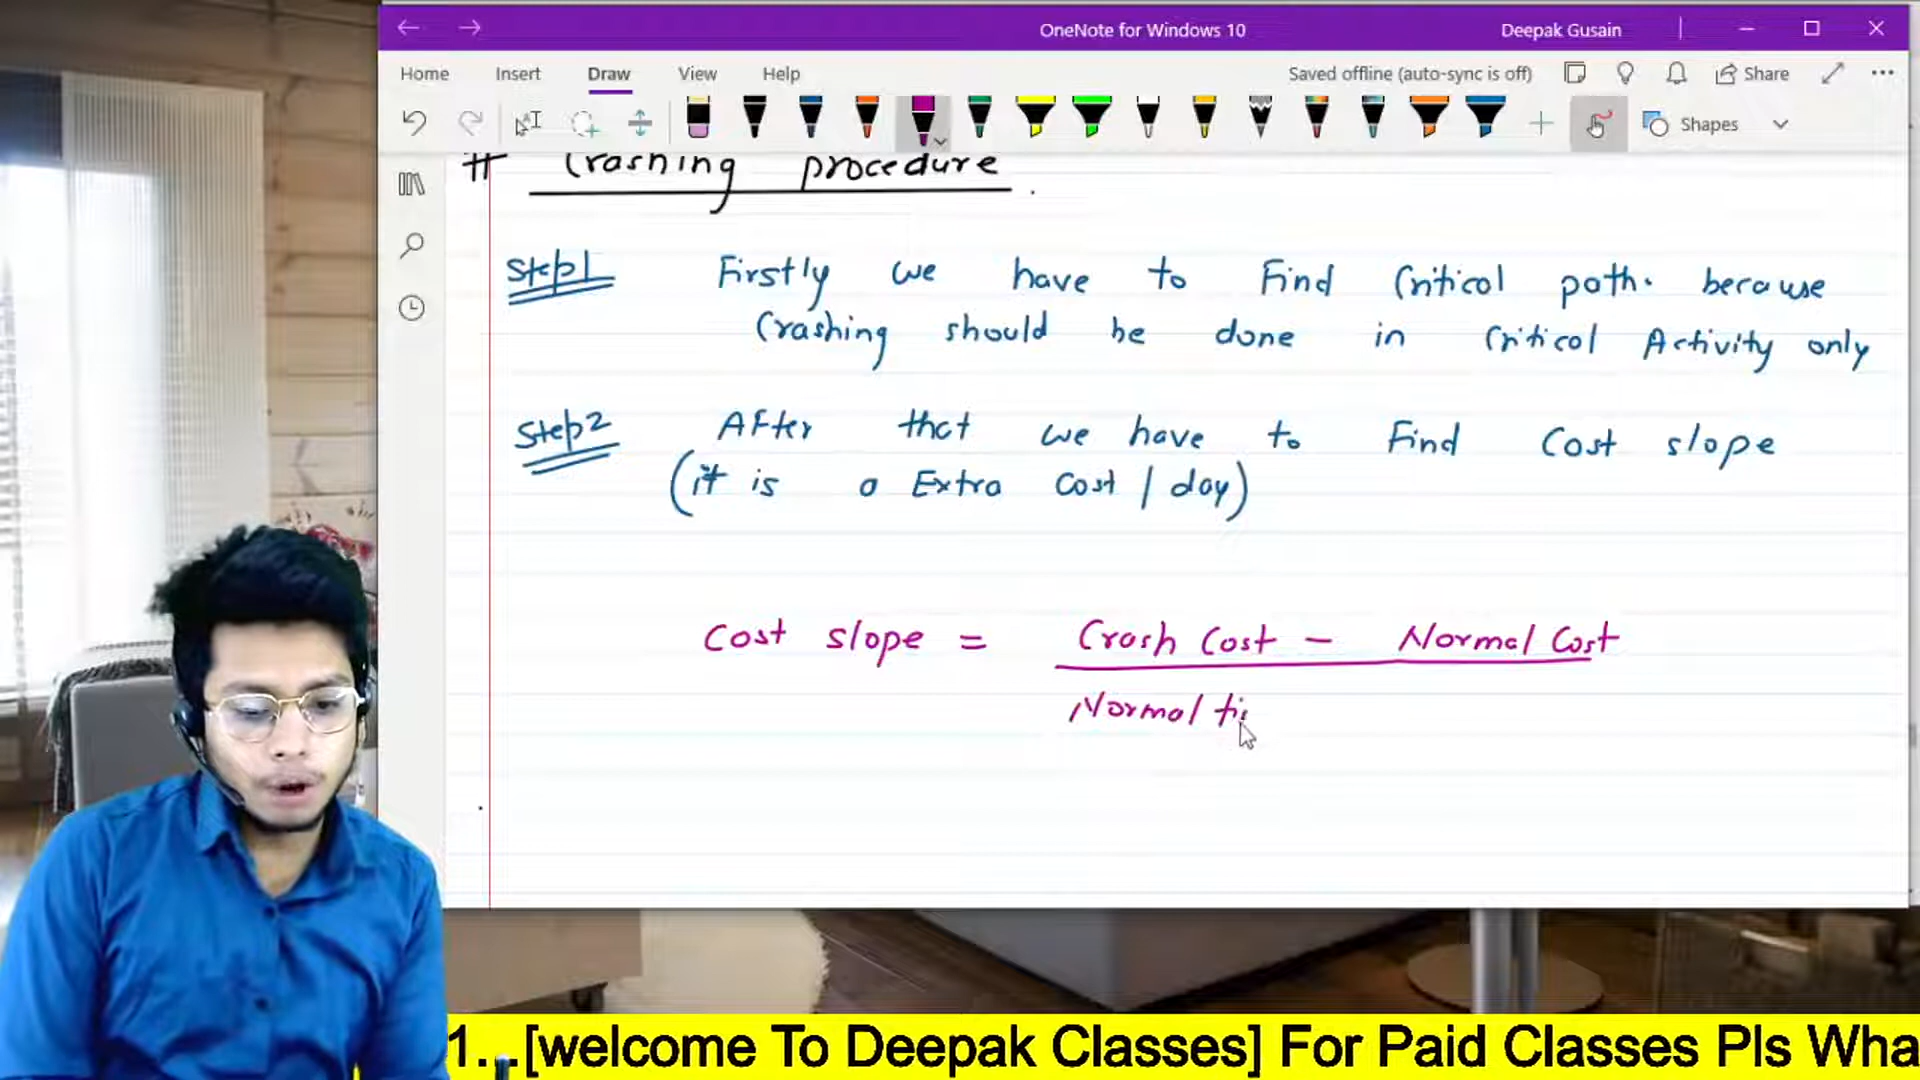 OneNote for Windows 10
Deepak Gusain
Home Insert Draw View Help
Saved offline (auto-sync is off)
Share
Shapes
# Crashing procedure.
Step1 Firstly we have to Find Critical path. because
Crashing should be done in Critical Activity only
Step2 After that we have to Find Cost slope
(it is a Extra Cost / day)
Cost slope = Crash Cost - Normal Cost
Normal ti
1...[welcome To Deepak Classes] For Paid Classes Pls Wha